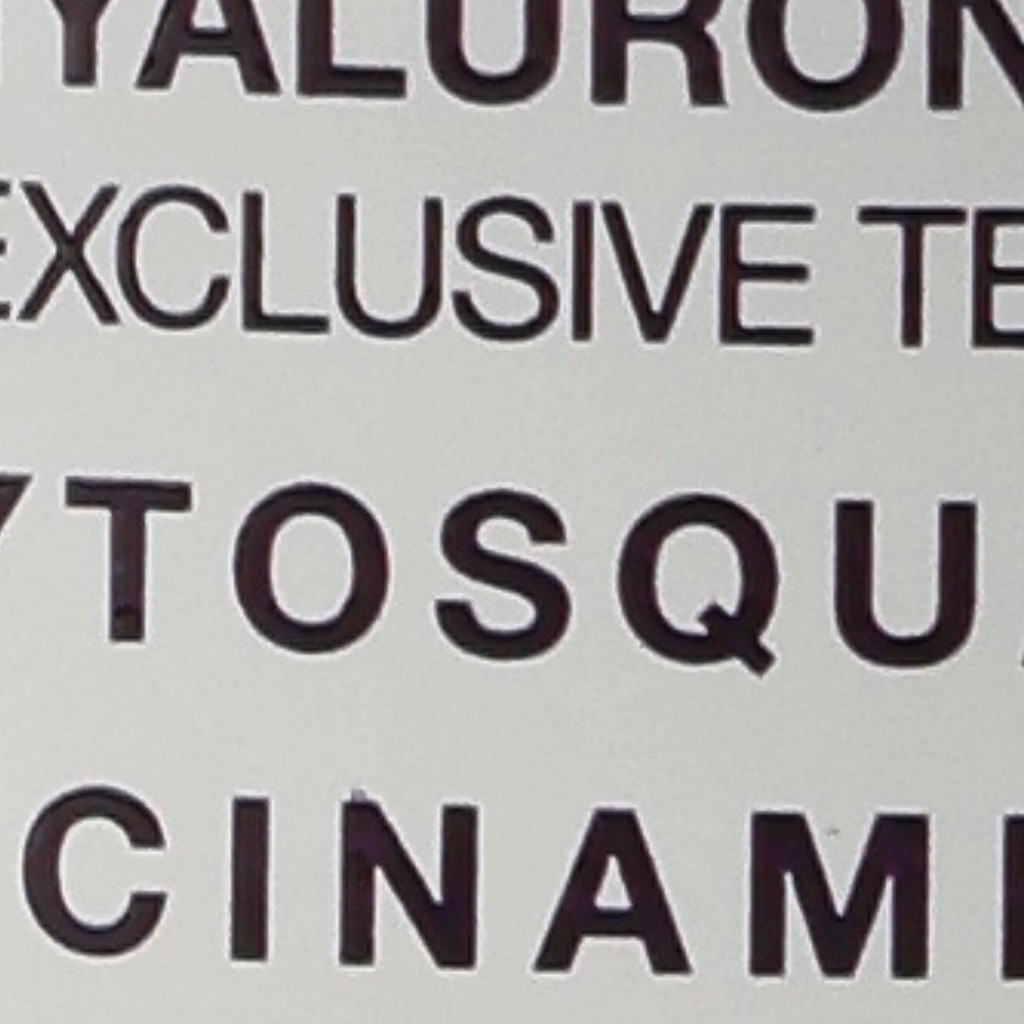 YALURON
EXCLUSIVE TE
YTOSQU
CINAM